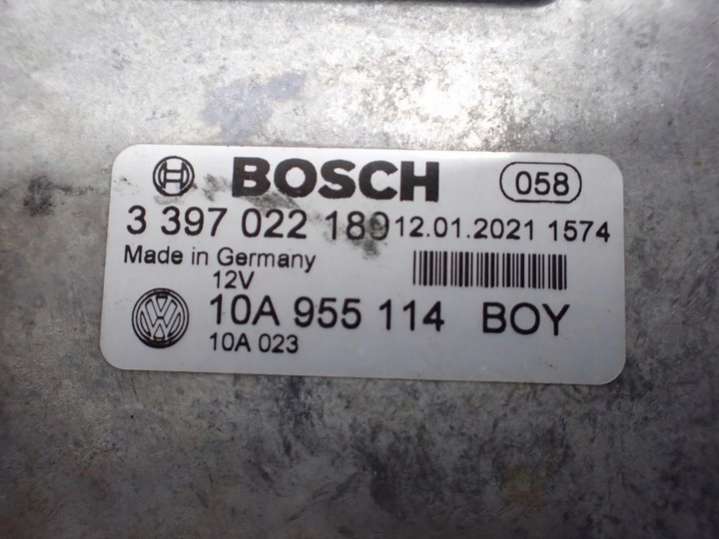 BOSCH 058
3 397 022 180 12.01.2021 1574
Made in Germany
12V
10A 955 114 BOY
10A 023